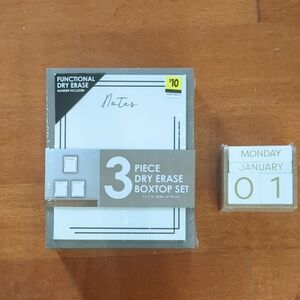 FUNCTIONAL
DRY ERASE
MARKER INCLUDED
$10
Notes
3 PIECE
DRY ERASE
BOXTOP SET
MONDAY
JANUARY
0 1